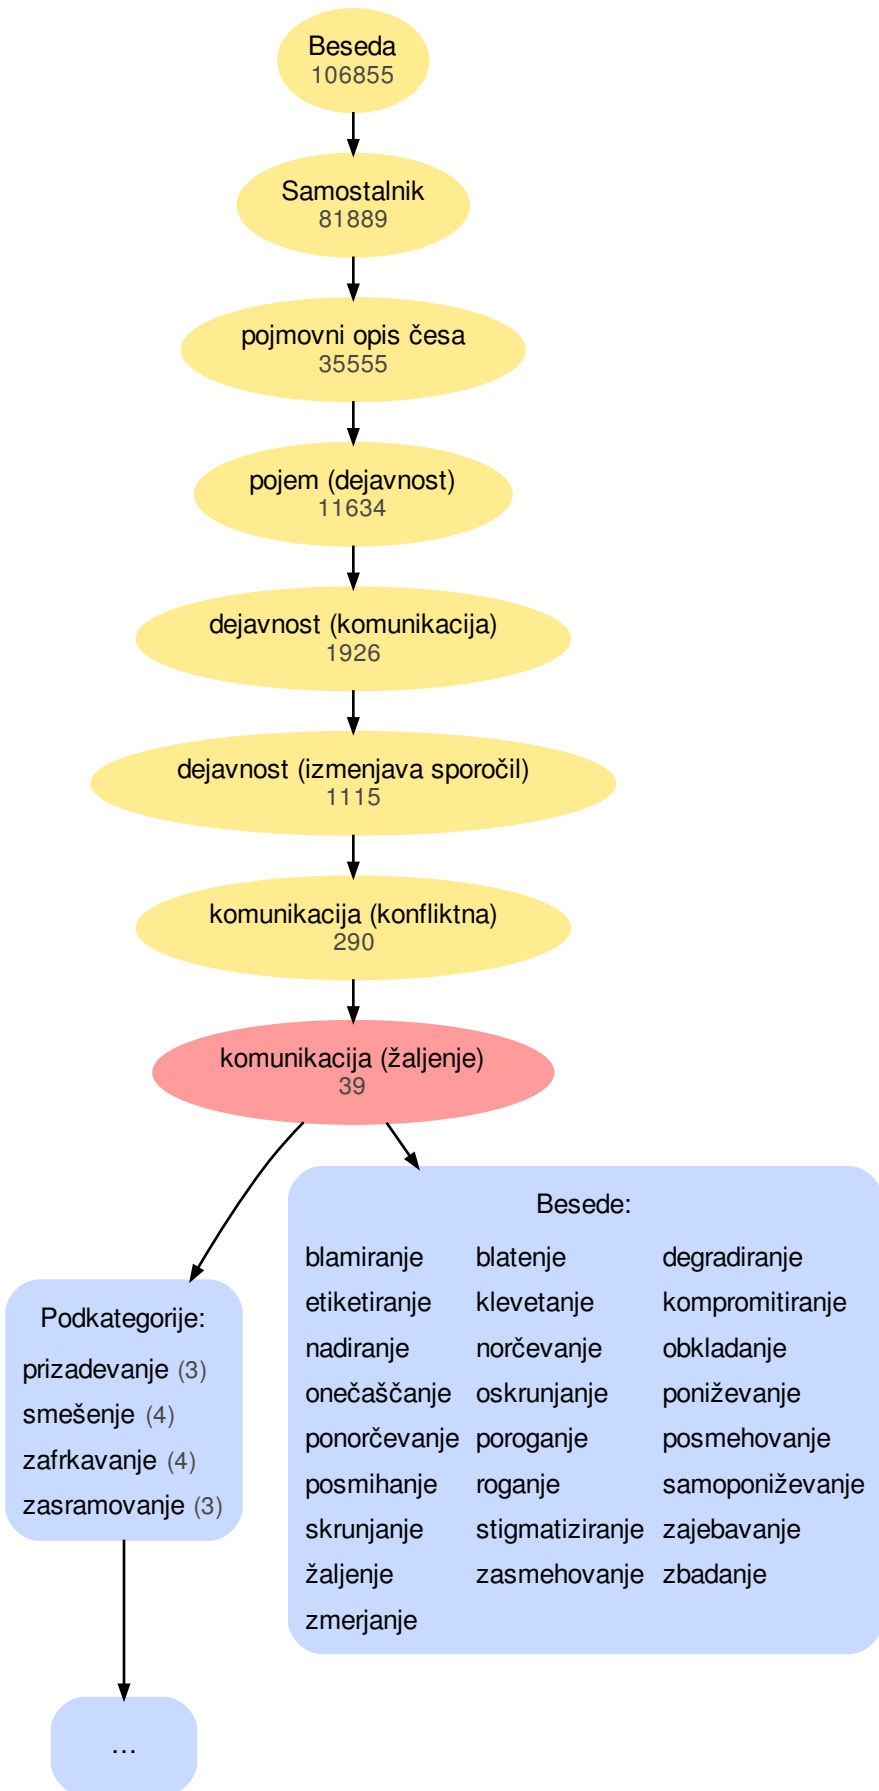 Beseda
106855
Samostalnik
81889
pojmovni opis česa
35555
pojem (dejavnost)
11634
dejavnost (komunikacija)
1926
dejavnost (izmenjava sporočil)
1115
komunikacija (konfliktna)
290
komunikacija (žaljenje)
39
Podkategorije:
prizadevanje (3)
smešenje (4)
zafrkavanje (4)
zasramovanje (3)
...
Besede:
blamiranje blatenje degradiranje
etiketiranje klevetanje kompromitiranje
nadiranje norčevanje obkladanje
onečaščanje oskrunjanje poniževanje
ponorčevanje poroganje posmehovanje
posmihanje roganje samoponiževanje
skrunjanje stigmatiziranje zajebavanje
žaljenje zasmehovanje zbadanje
zmerjanje